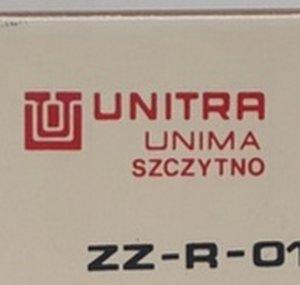 UNITRA
UNIMA
SZCZYTNO
ZZ-R-01